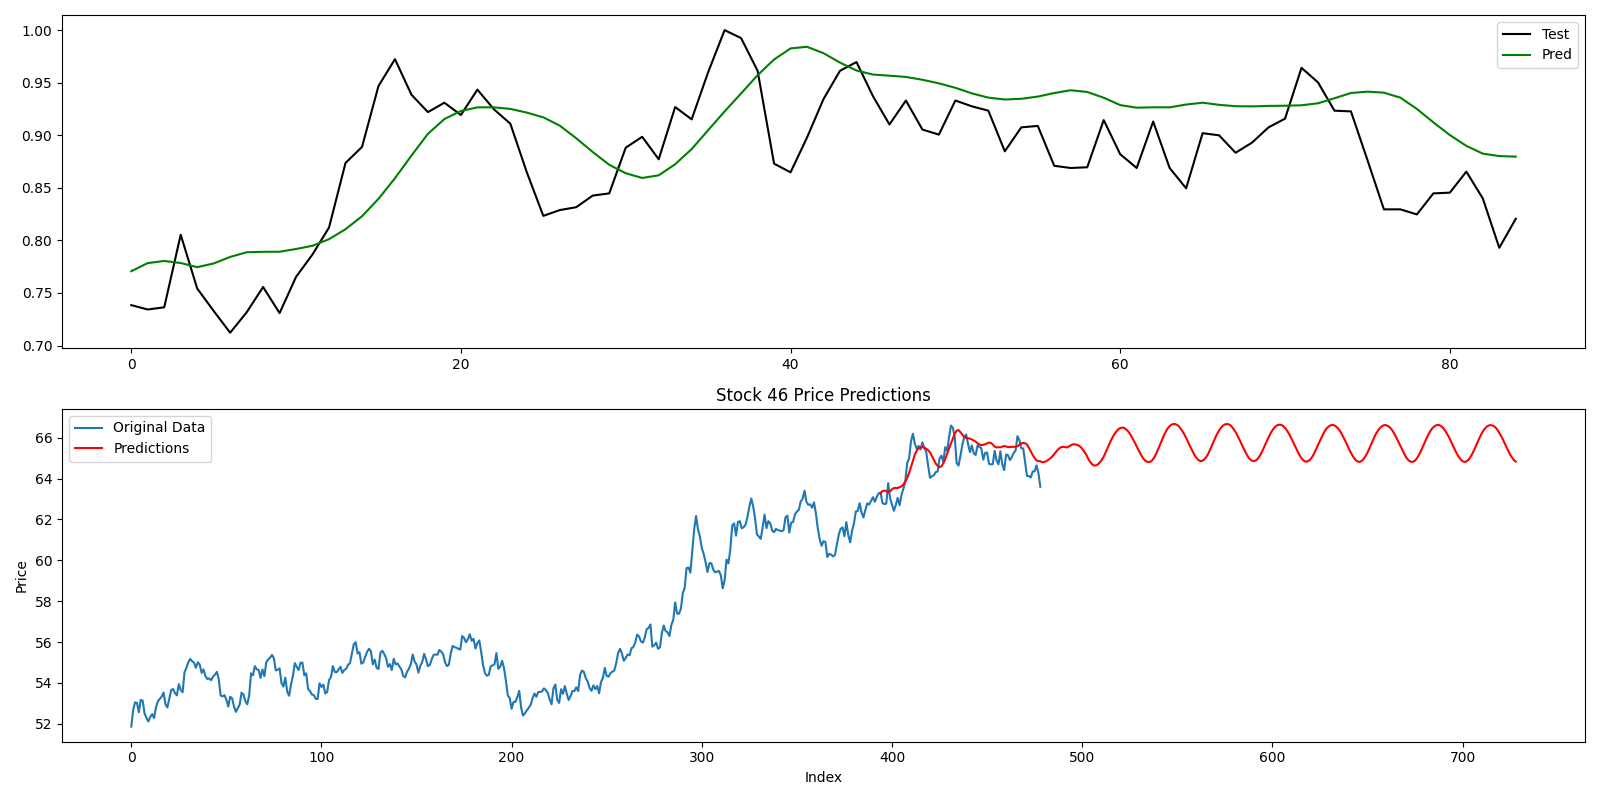 1.00
0.95
0.90
0.85
0.80
0.75
0.70
Test
Pred
0 20 40 60 80
Stock 46 Price Predictions
Original Data
Predictions
Price
66
64
62
60
58
56
54
52
0 100 200 300 400 500 600 700
Index